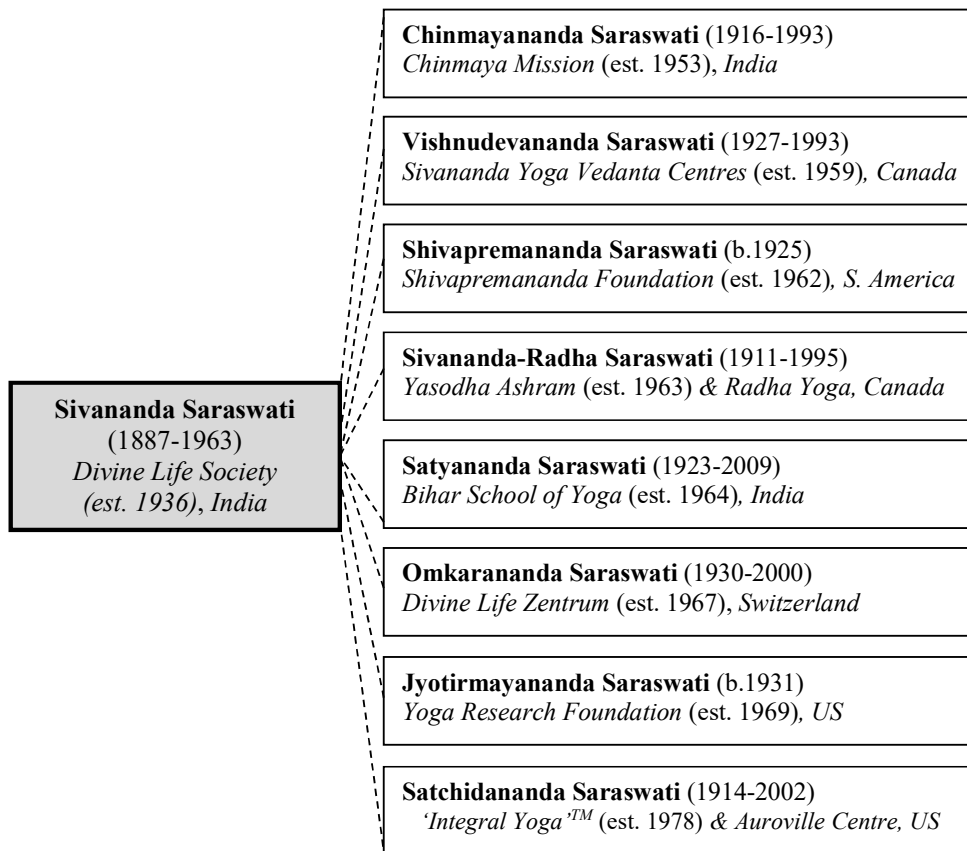 Chinmayananda Saraswati (1916-1993)
Chinmaya Mission (est. 1953), India
Vishnudevananda Saraswati (1927-1993)
Sivananda Yoga Vedanta Centres (est. 1959), Canada
Shivapremananda Saraswati (b.1925)
Shivapremananda Foundation (est. 1962), S. America
Sivananda-Radha Saraswati (1911-1995)
Yasodha Ashram (est. 1963) & Radha Yoga, Canada
Sivananda Saraswati
(1887-1963)
Divine Life Society
(est. 1936), India
Satyananda Saraswati (1923-2009)
Bihar School of Yoga (est. 1964), India
Omkarananda Saraswati (1930-2000)
Divine Life Zentrum (est. 1967), Switzerland
Jyotirmayananda Saraswati (b.1931)
Yoga Research Foundation (est. 1969), US
Satchidananda Saraswati (1914-2002)
‘Integral Yoga’TM (est. 1978) & Auroville Centre, US